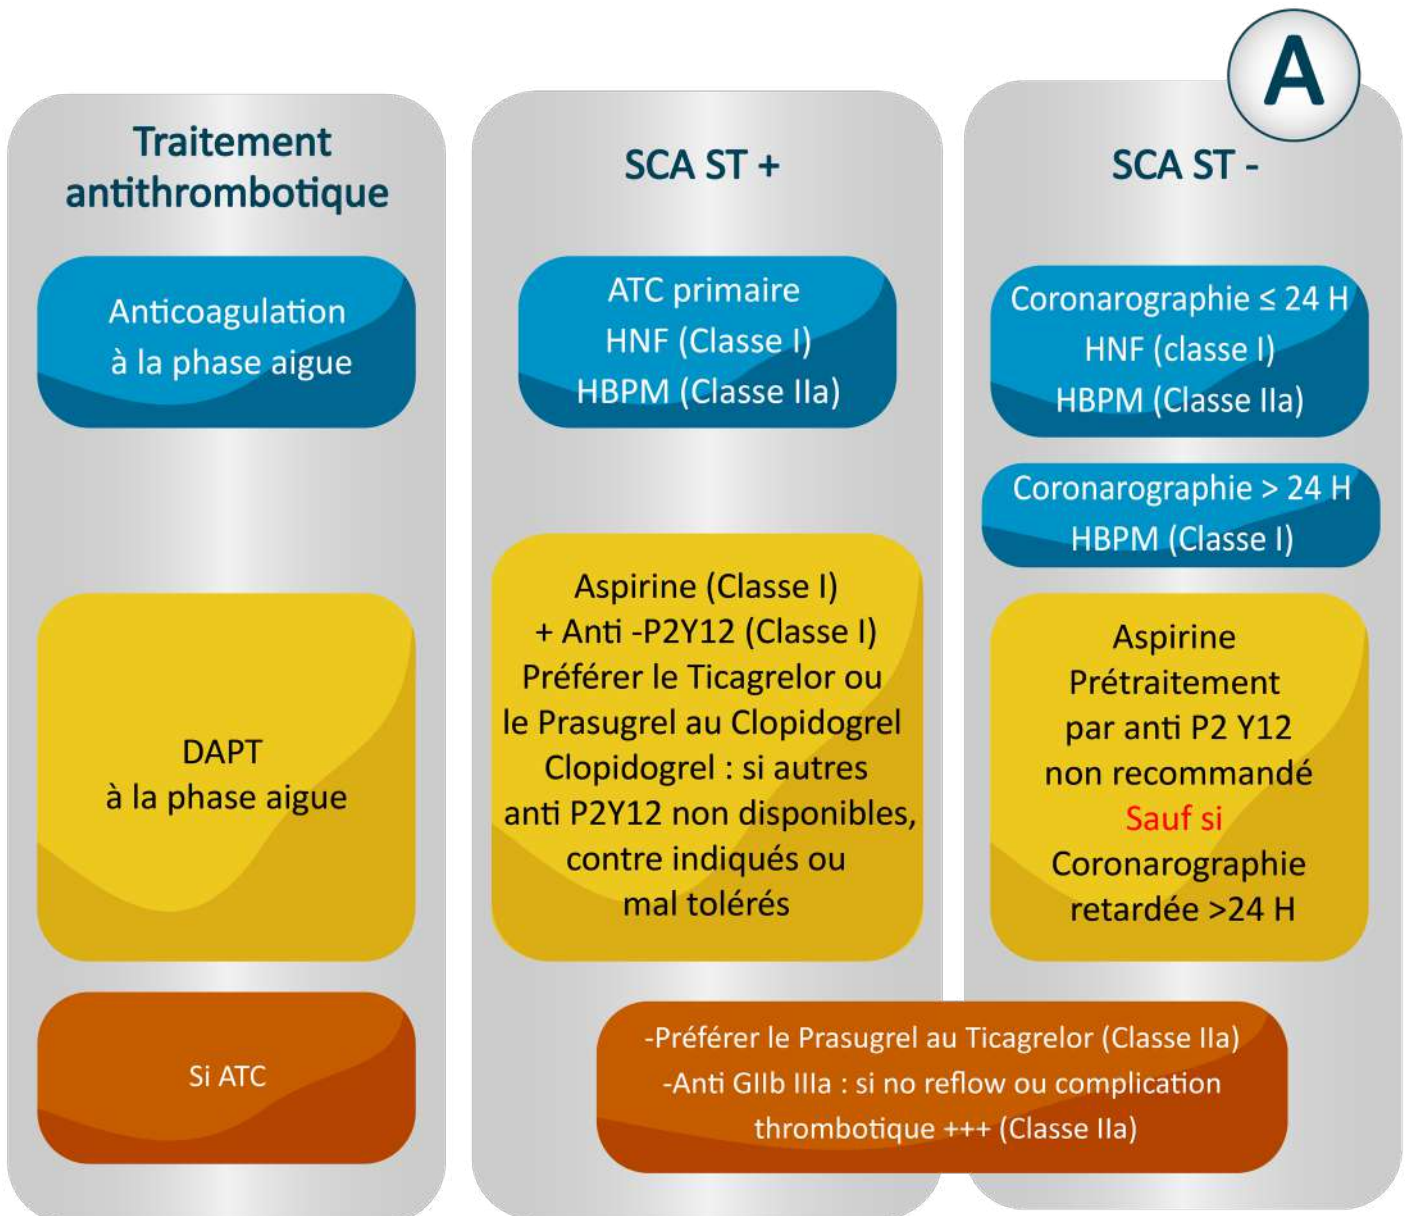 A
Traitement
antithrombotique
SCA ST +
SCA ST -
Anticoagulation
à la phase aigue
ATC primaire
HNF (Classe I)
HBPM (Classe IIa)
Coronarographie ≤ 24 H
HNF (classe I)
HBPM (Classe IIa)
Coronarographie > 24 H
HBPM (Classe I)
DAPT
à la phase aigue
Aspirine (Classe I)
+ Anti -P2Y12 (Classe I)
Préférer le Ticagrelor ou
le Prasugrel au Clopidogrel
Clopidogrel : si autres
anti P2Y12 non disponibles,
contre indiqués ou
mal tolérés
Aspirine
Prétraitement
par anti P2 Y12
non recommandé
Sauf si
Coronarographie
retardée >24 H
Si ATC
-Préférer le Prasugrel au Ticagrelor (Classe IIa)
-Anti GIIb IIIa : si no reflow ou complication
thrombotique +++ (Classe IIa)